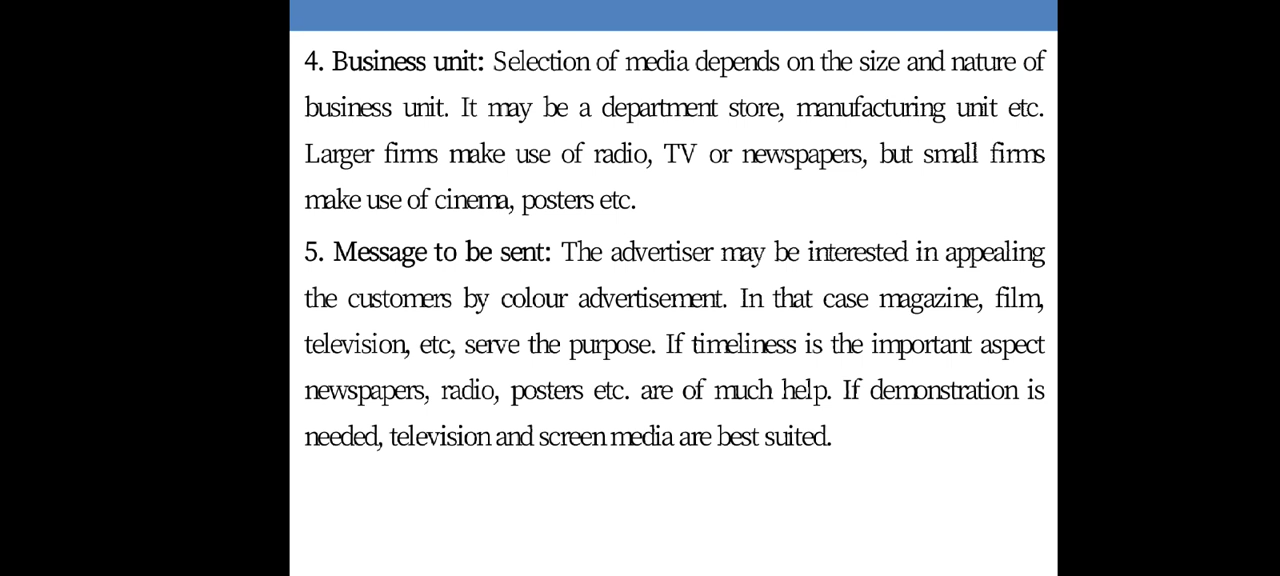 4. Business unit: Selection of media depends on the size and nature of
business unit. It may be a department store, manufacturing unit etc.
Larger firms make use of radio, TV or newspapers, but small firms
make use of cinema, posters etc.
5. Message to be sent: The advertiser may be interested in appealing
the customers by colour advertisement. In that case magazine, film,
television, etc, serve the purpose. If timeliness is the important aspect
newspapers, radio, posters etc. are of much help. If demonstration is
needed, television and screen media are best suited.